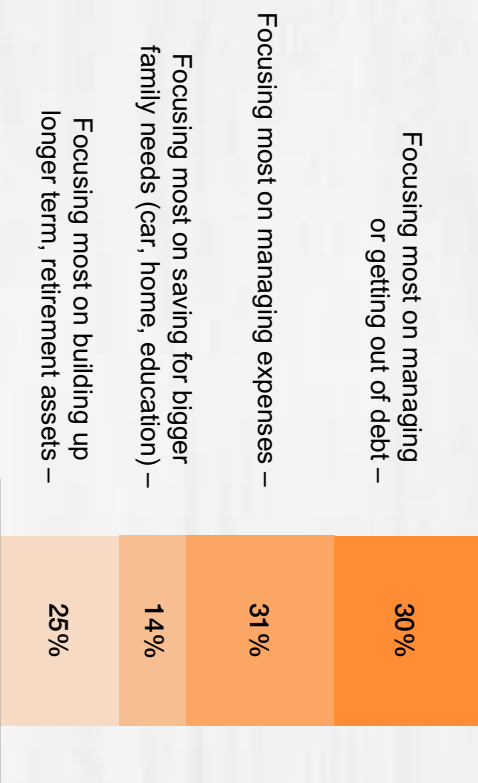 Focusing most on managing
or getting out of debt –
30%
Focusing most on managing expenses –
31%
Focusing most on saving for bigger
family needs (car, home, education) –
14%
Focusing most on building up
longer term, retirement assets –
25%